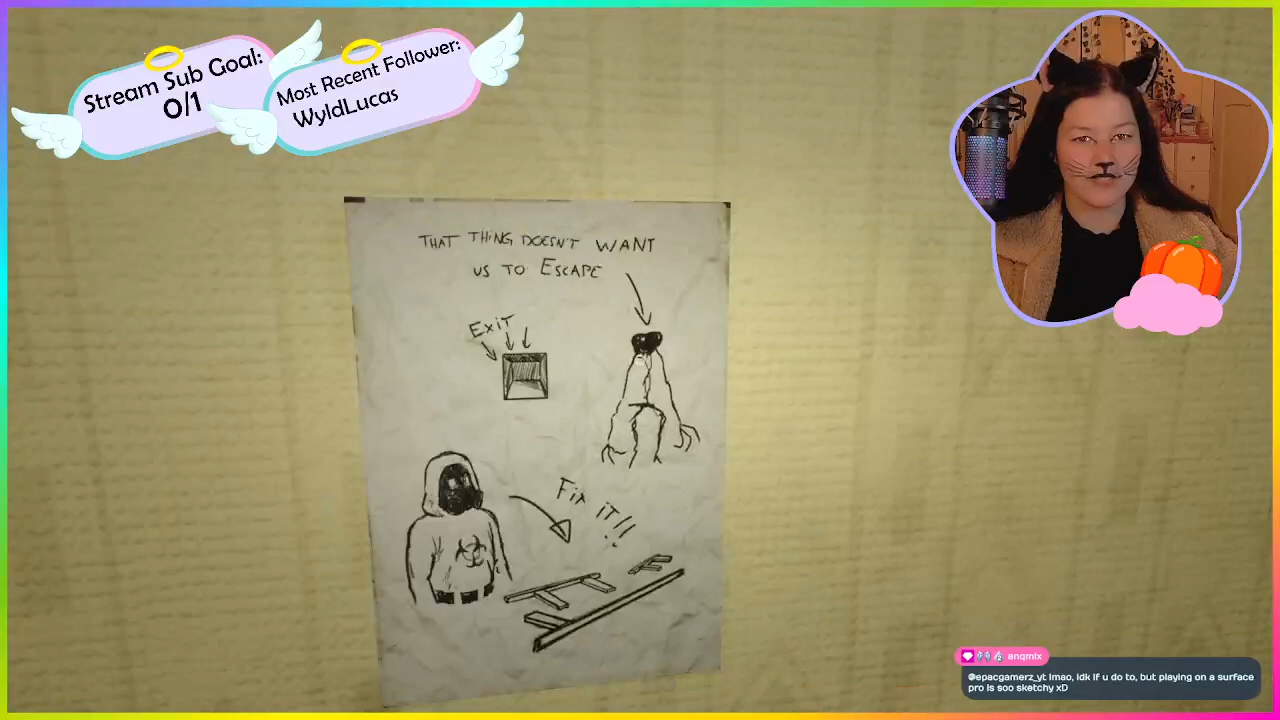 Stream Sub Goal:
0/1
Most Recent Follower:
WyldLucas
THAT THING DOESN'T WANT
US TO ESCAPE
EXIT
FIX IT!!
anqmix
@epacgamerz_yt lmao, idk if u do to, but playing on a surface
pro is soo sketchy xD